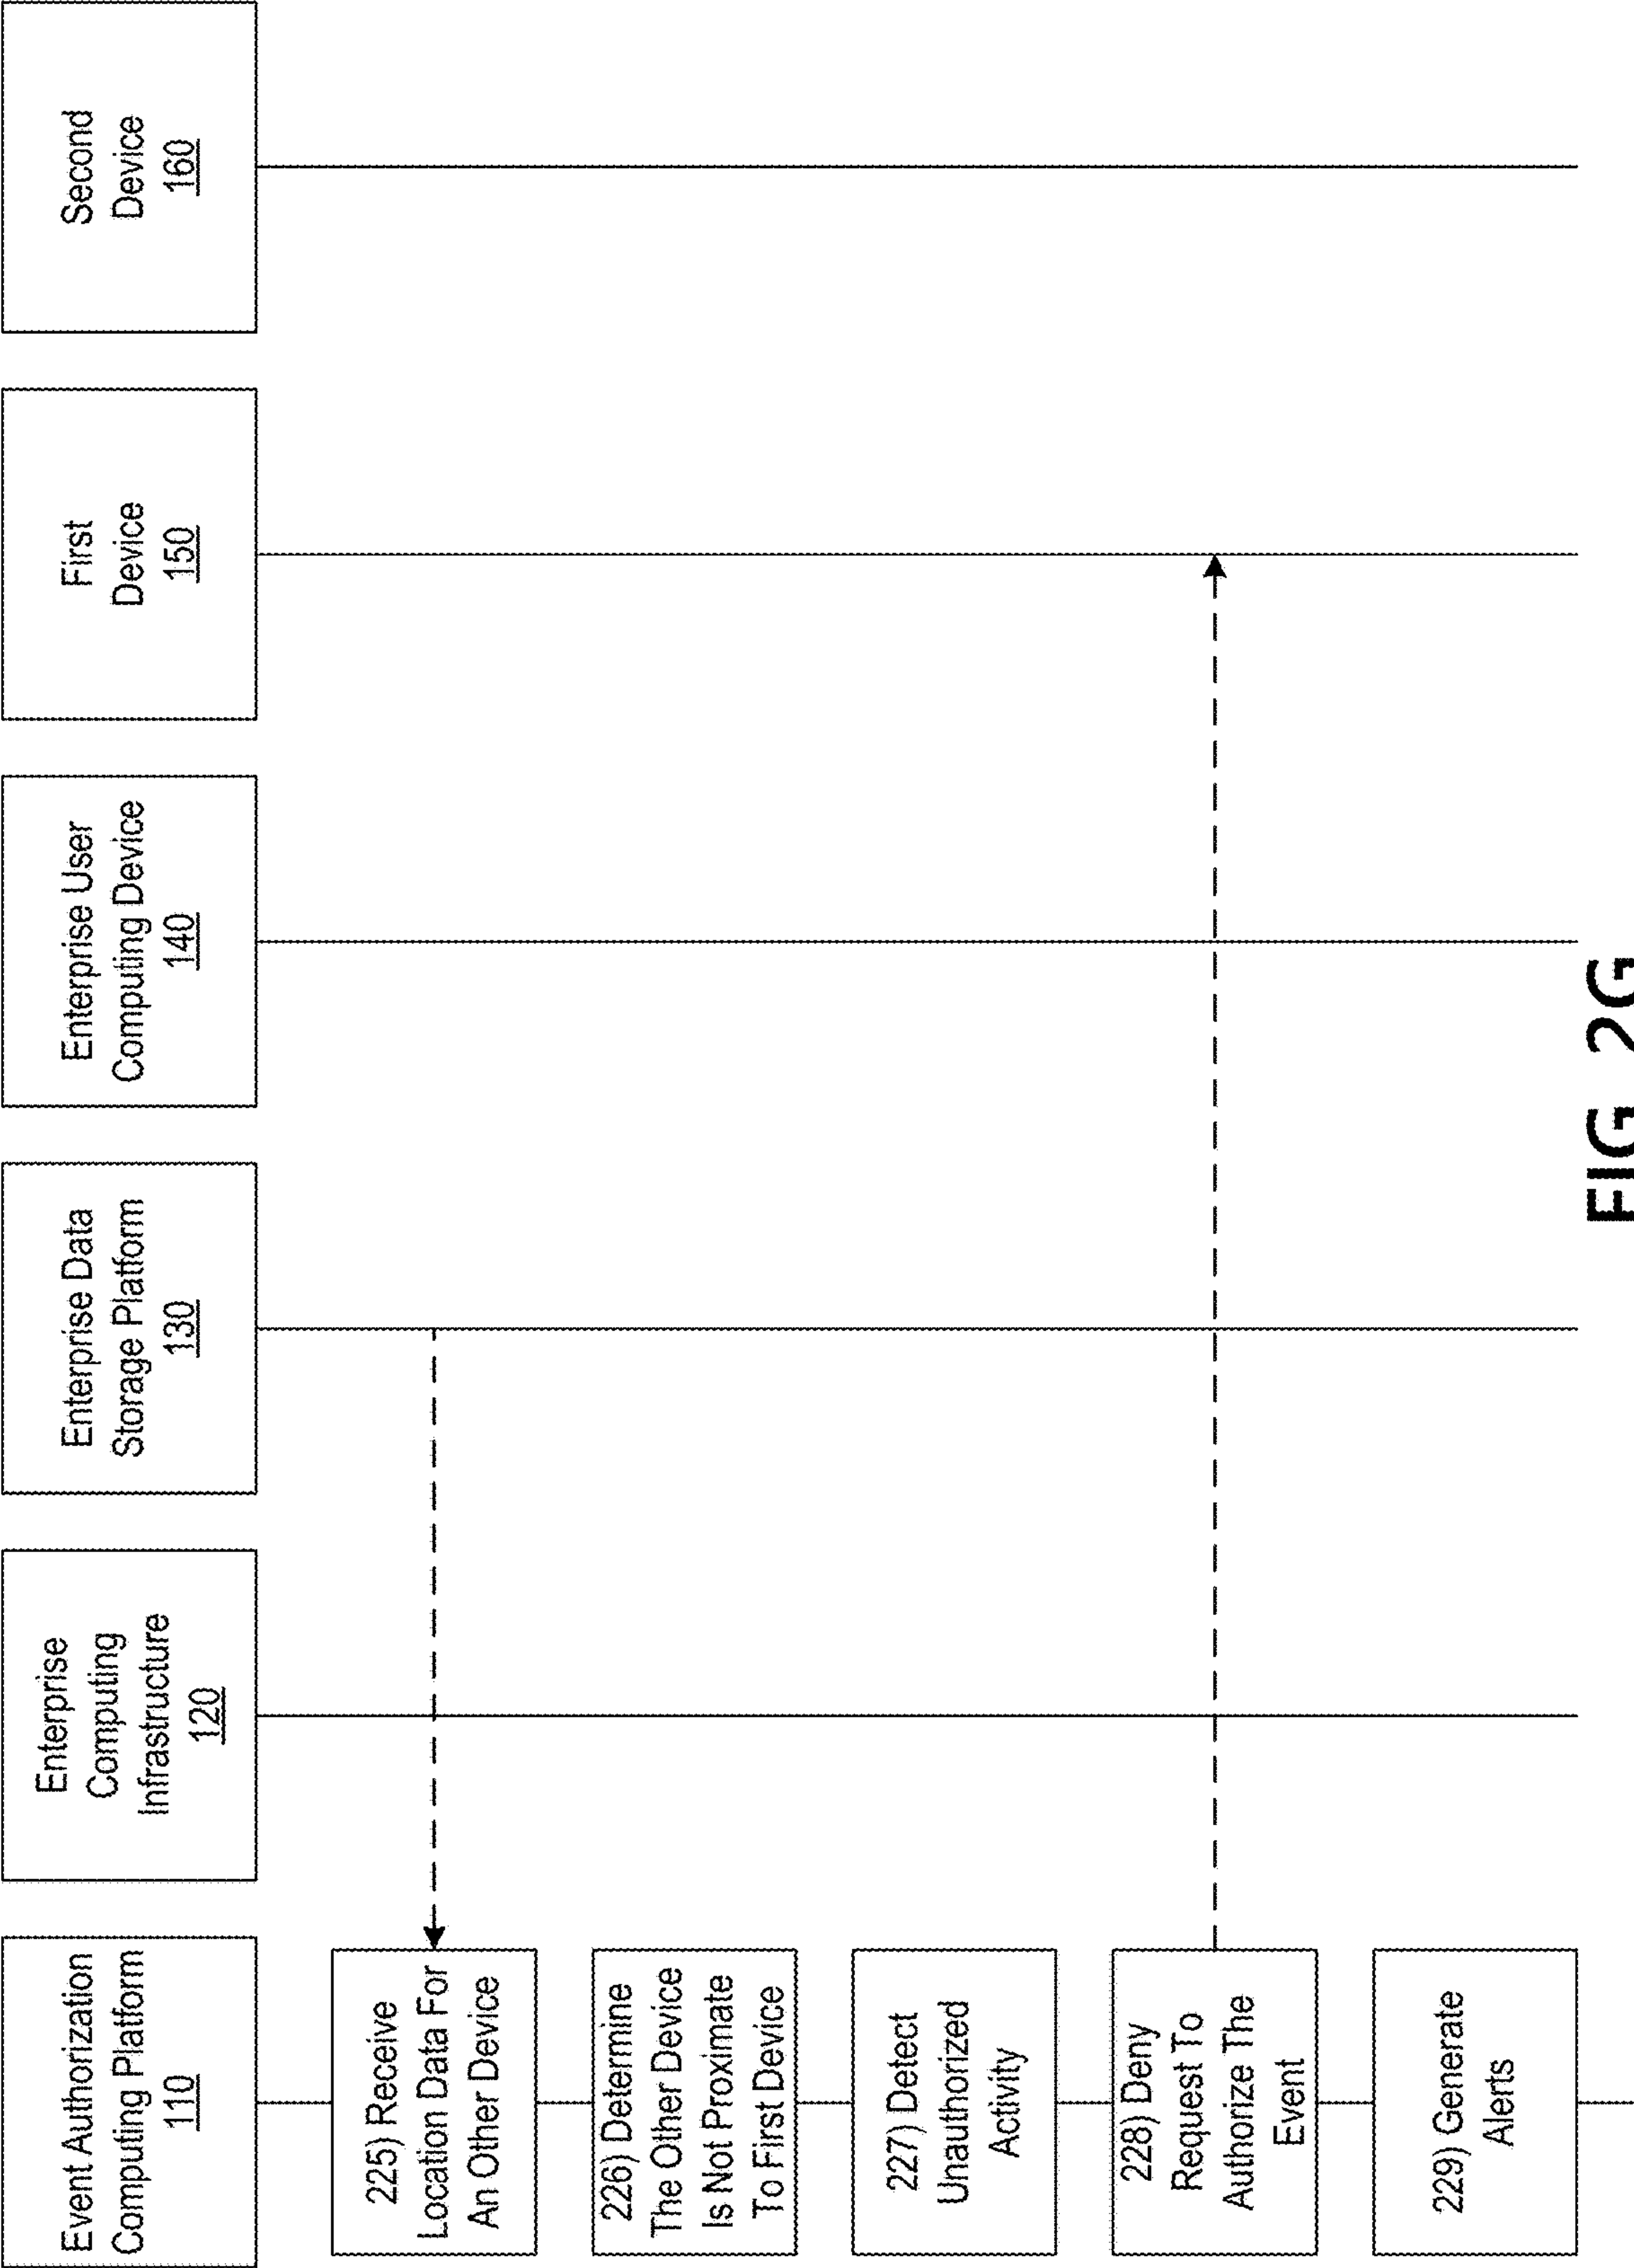 Event Authorization
Computing Platform
110
Enterprise
Computing
Infrastructure
120
Enterprise Data
Storage Platform
130
Enterprise User
Computing Device
140
First
Device
150
Second
Device
160
225) Receive
Location Data For
An Other Device
226) Determine
The Other Device
Is Not Proximate
To First Device
227) Detect
Unauthorized
Activity
228) Deny
Request To
Authorize The
Event
229) Generate
Alerts
FIG. 2G